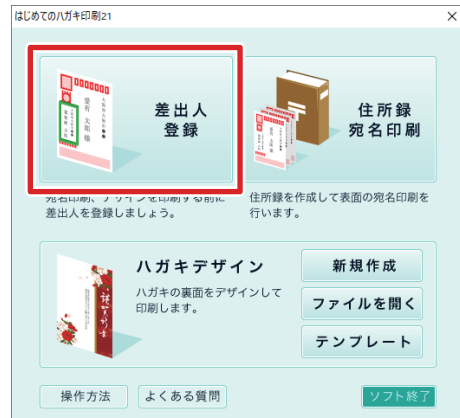 はじめてのハガキ印刷21
差出人
登録
住所録
宛名印刷
宛名印刷、デザインを印刷する前に
差出人を登録しましょう。
住所録を作成して表面の宛名印刷を
行います。
ハガキデザイン
ハガキの裏面をデザインして
印刷します。
新規作成
ファイルを開く
テンプレート
操作方法
よくある質問
ソフト終了